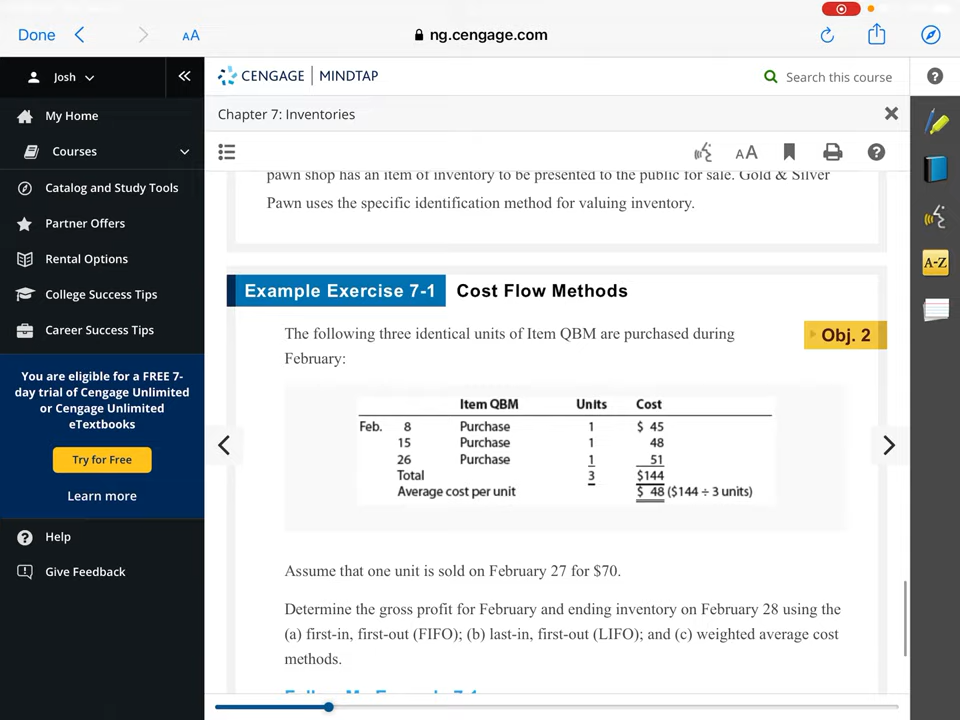 Done
AA
ng.cengage.com
Josh
CENGAGE | MINDTAP
Search this course
My Home
Courses
Catalog and Study Tools
Partner Offers
Rental Options
College Success Tips
Career Success Tips
You are eligible for a FREE 7-
day trial of Cengage Unlimited
or Cengage Unlimited
eTextbooks
Try for Free
Learn more
Help
Give Feedback
Chapter 7: Inventories
AA
pawn shop has an item of inventory to be presented to the public for sale. Gold & Silver
Pawn uses the specific identification method for valuing inventory.
Example Exercise 7-1 Cost Flow Methods
The following three identical units of Item QBM are purchased during
February:
Obj. 2
Item QBM Units Cost
Feb. 8 Purchase 1 $ 45
15 Purchase 1 48
26 Purchase 1 51
Total 3 $144
Average cost per unit $ 48 ($144 ÷ 3 units)
Assume that one unit is sold on February 27 for $70.
Determine the gross profit for February and ending inventory on February 28 using the
(a) first-in, first-out (FIFO); (b) last-in, first-out (LIFO); and (c) weighted average cost
methods.
A-Z